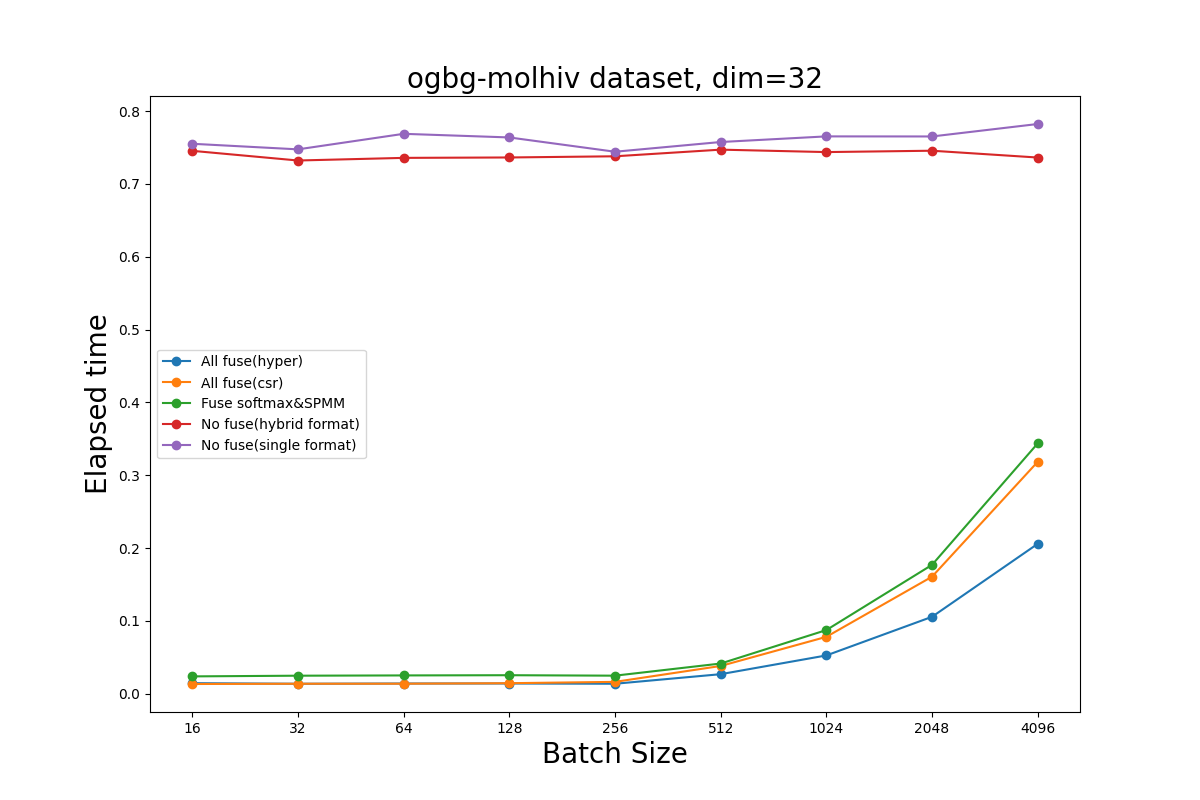 ogbg-molhiv dataset, dim=32
0.8
0.7
0.6
0.5
0.4
0.3
0.2
0.1
0.0
Elapsed time
All fuse(hyper)
All fuse(csr)
Fuse softmax&SPMM
No fuse(hybrid format)
No fuse(single format)
16 32 64 128 256 512 1024 2048 4096
Batch Size